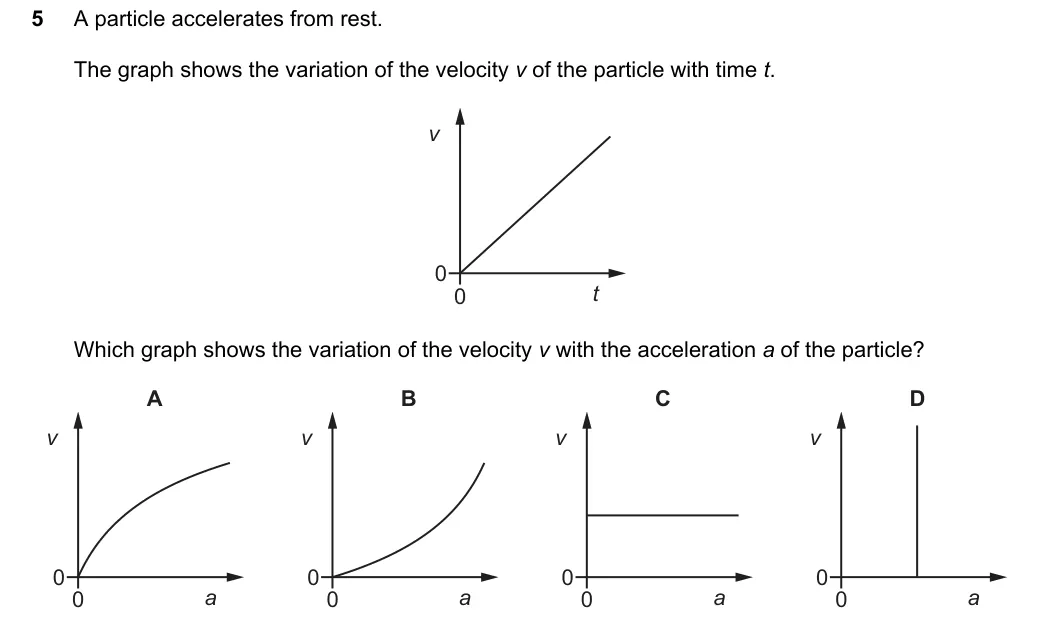 5 A particle accelerates from rest.
The graph shows the variation of the velocity v of the particle with time t.
v
0
0 t
Which graph shows the variation of the velocity v with the acceleration a of the particle?
A B C D
v v v v
0 0 0 0
0 a 0 a 0 a 0 a